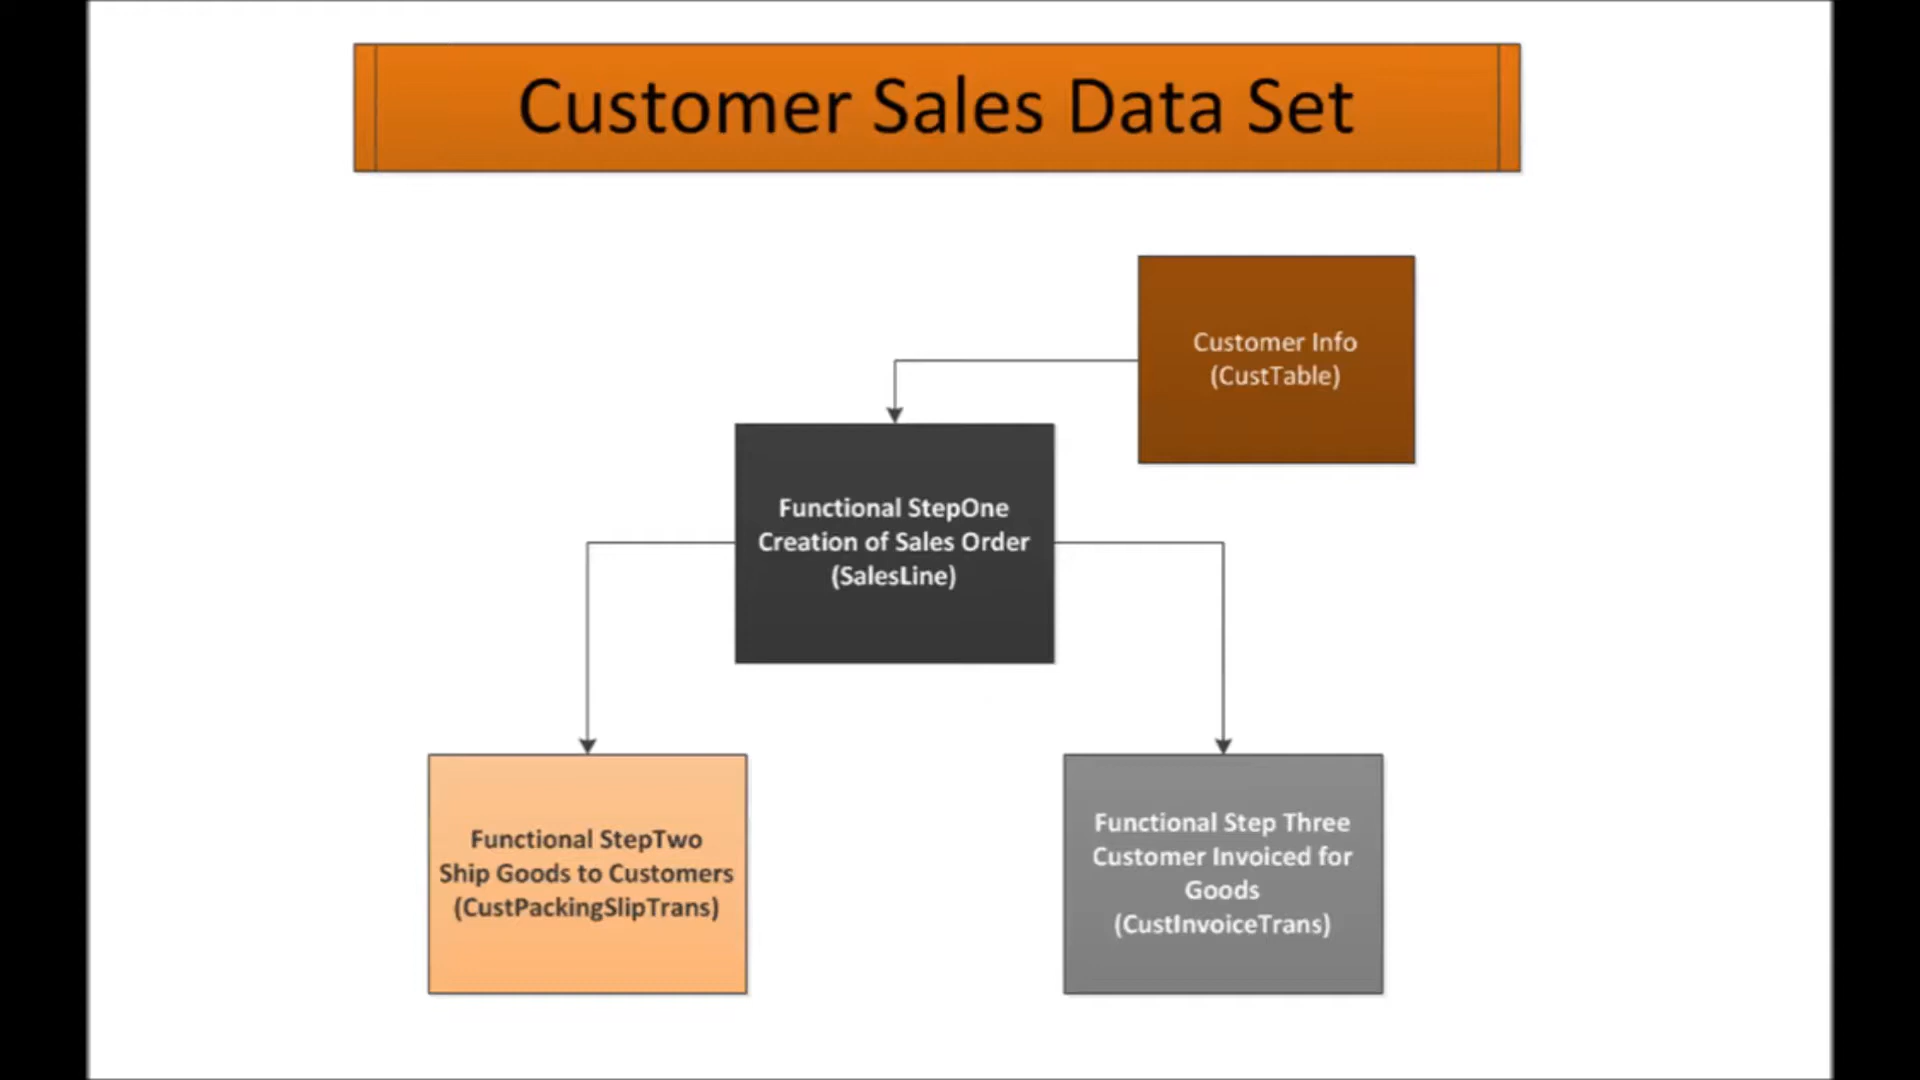 Customer Sales Data Set
Customer Info
(CustTable)
Functional StepOne
Creation of Sales Order
(SalesLine)
Functional StepTwo
Ship Goods to Customers
(CustPackingSlipTrans)
Functional Step Three
Customer Invoiced for
Goods
(CustInvoiceTrans)